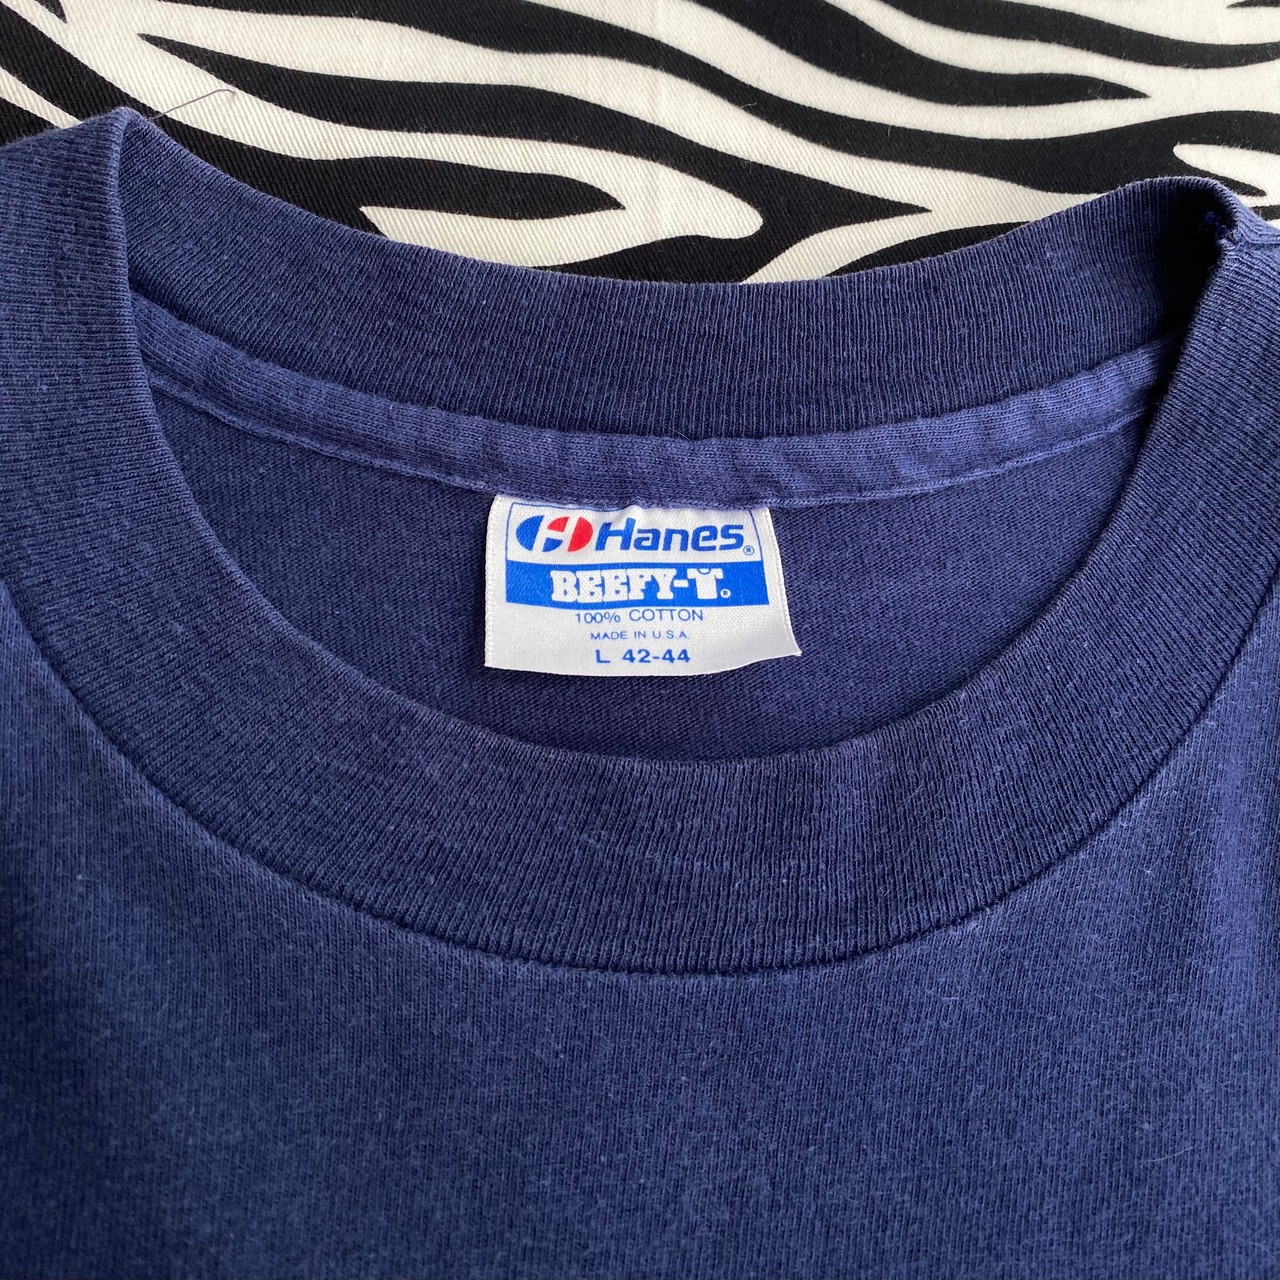 Hanes®
BEEFY-T®
100% COTTON
MADE IN U.S.A.
L 42-44